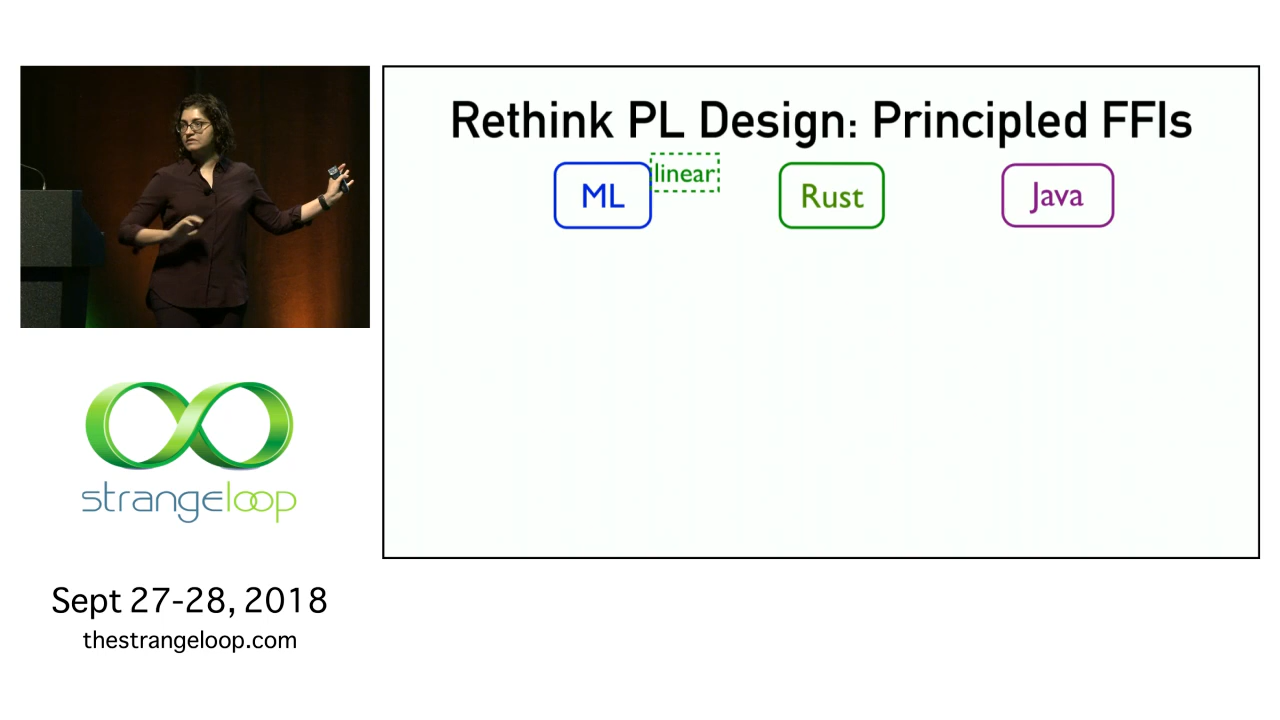 Rethink PL Design: Principled FFIs
ML
linear
Rust
Java
strangeloop
Sept 27-28, 2018
thestrangeloop.com